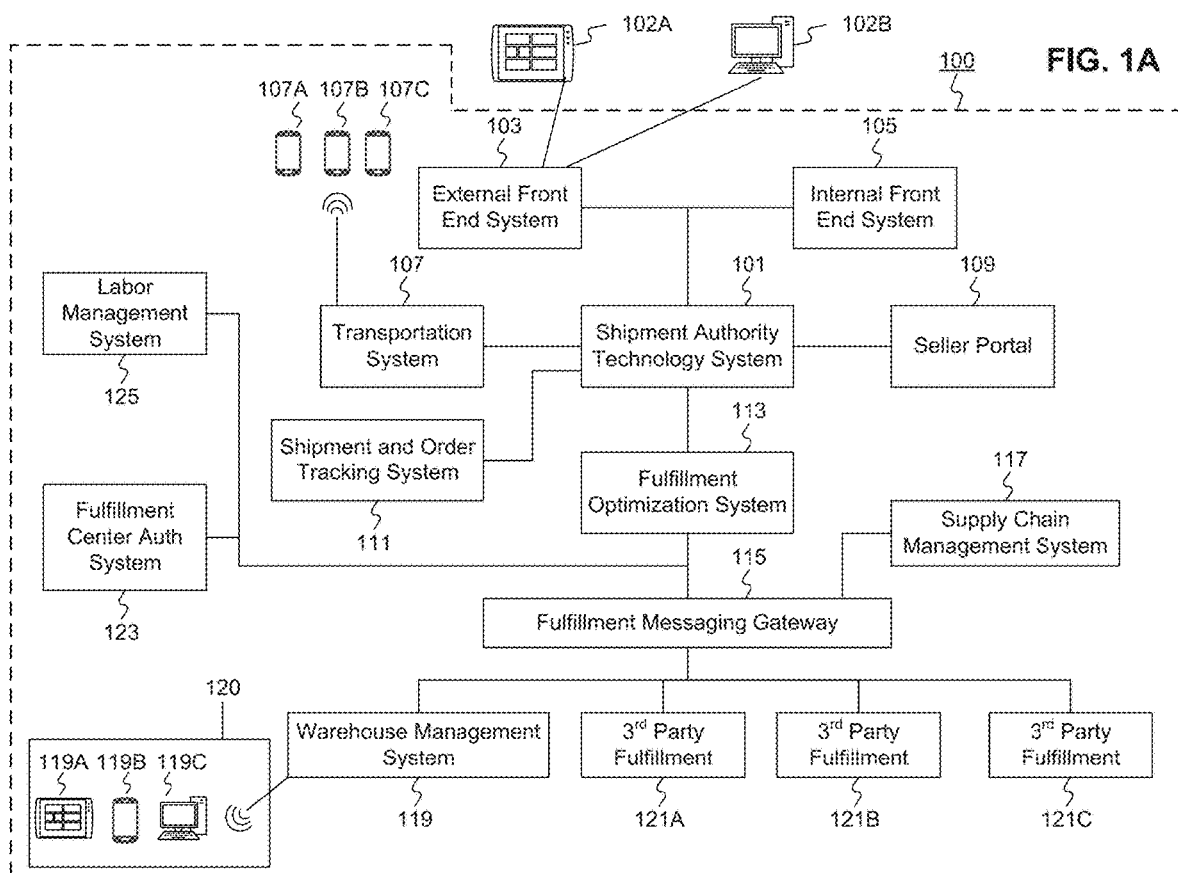 102A
102B
FIG. 1A
100
107A 107B 107C
103
105
External Front
End System
Internal Front
End System
107
101
109
Labor
Management
System
125
Transportation
System
Shipment Authority
Technology System
Seller Portal
113
Shipment and Order
Tracking System
111
Fulfillment
Optimization System
117
Fulfillment
Center Auth
System
123
Supply Chain
Management System
115
Fulfillment Messaging Gateway
120
Warehouse Management
System
119
3rd Party
Fulfillment
121A
3rd Party
Fulfillment
121B
3rd Party
Fulfillment
121C
119A 119B 119C